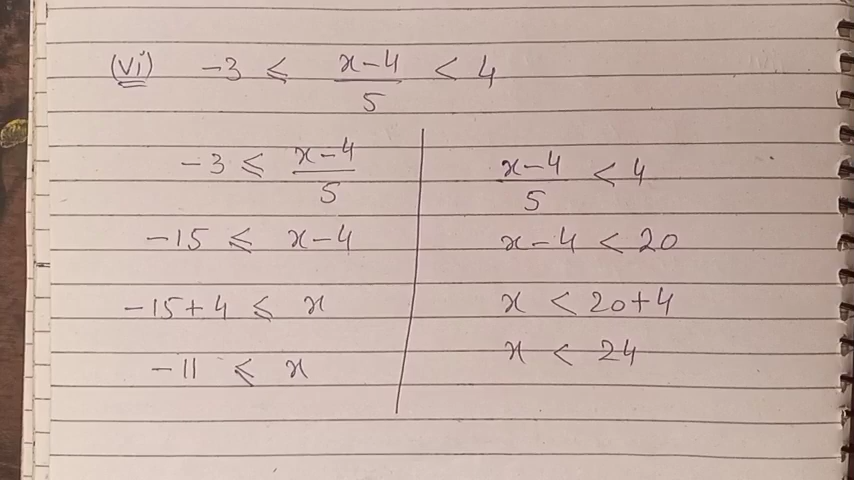 (vi) -3 ≤ x-4/5 < 4
-3 ≤ x-4/5
-15 ≤ x-4
-15+4 ≤ x
-11 ≤ x
x-4/5 < 4
x-4 < 20
x < 20+4
x < 24